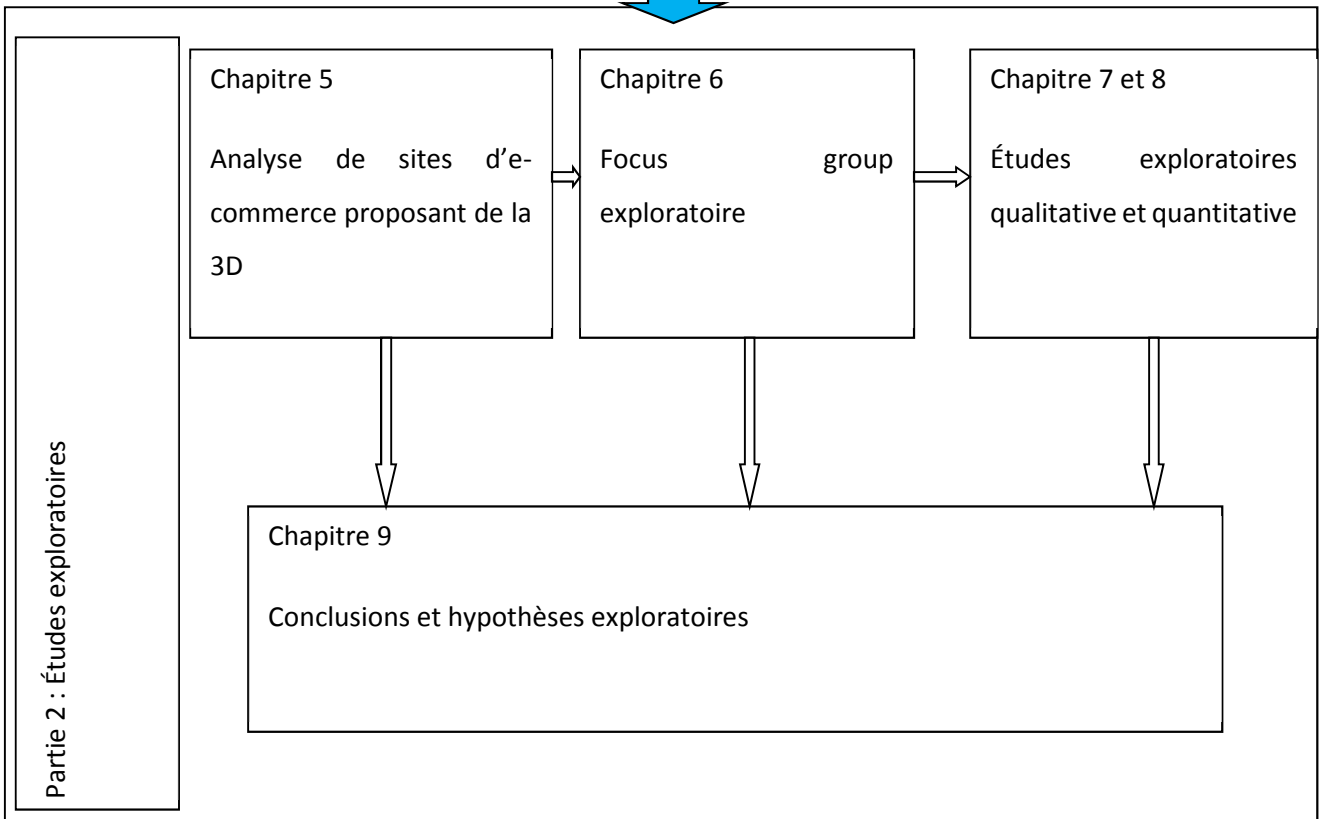 Partie 2 : Études exploratoires
Chapitre 5
Analyse de sites d’e-
commerce proposant de la
3D
Chapitre 6
Focus group
exploratoire
Chapitre 7 et 8
Études exploratoires
qualitative et quantitative
Chapitre 9
Conclusions et hypothèses exploratoires